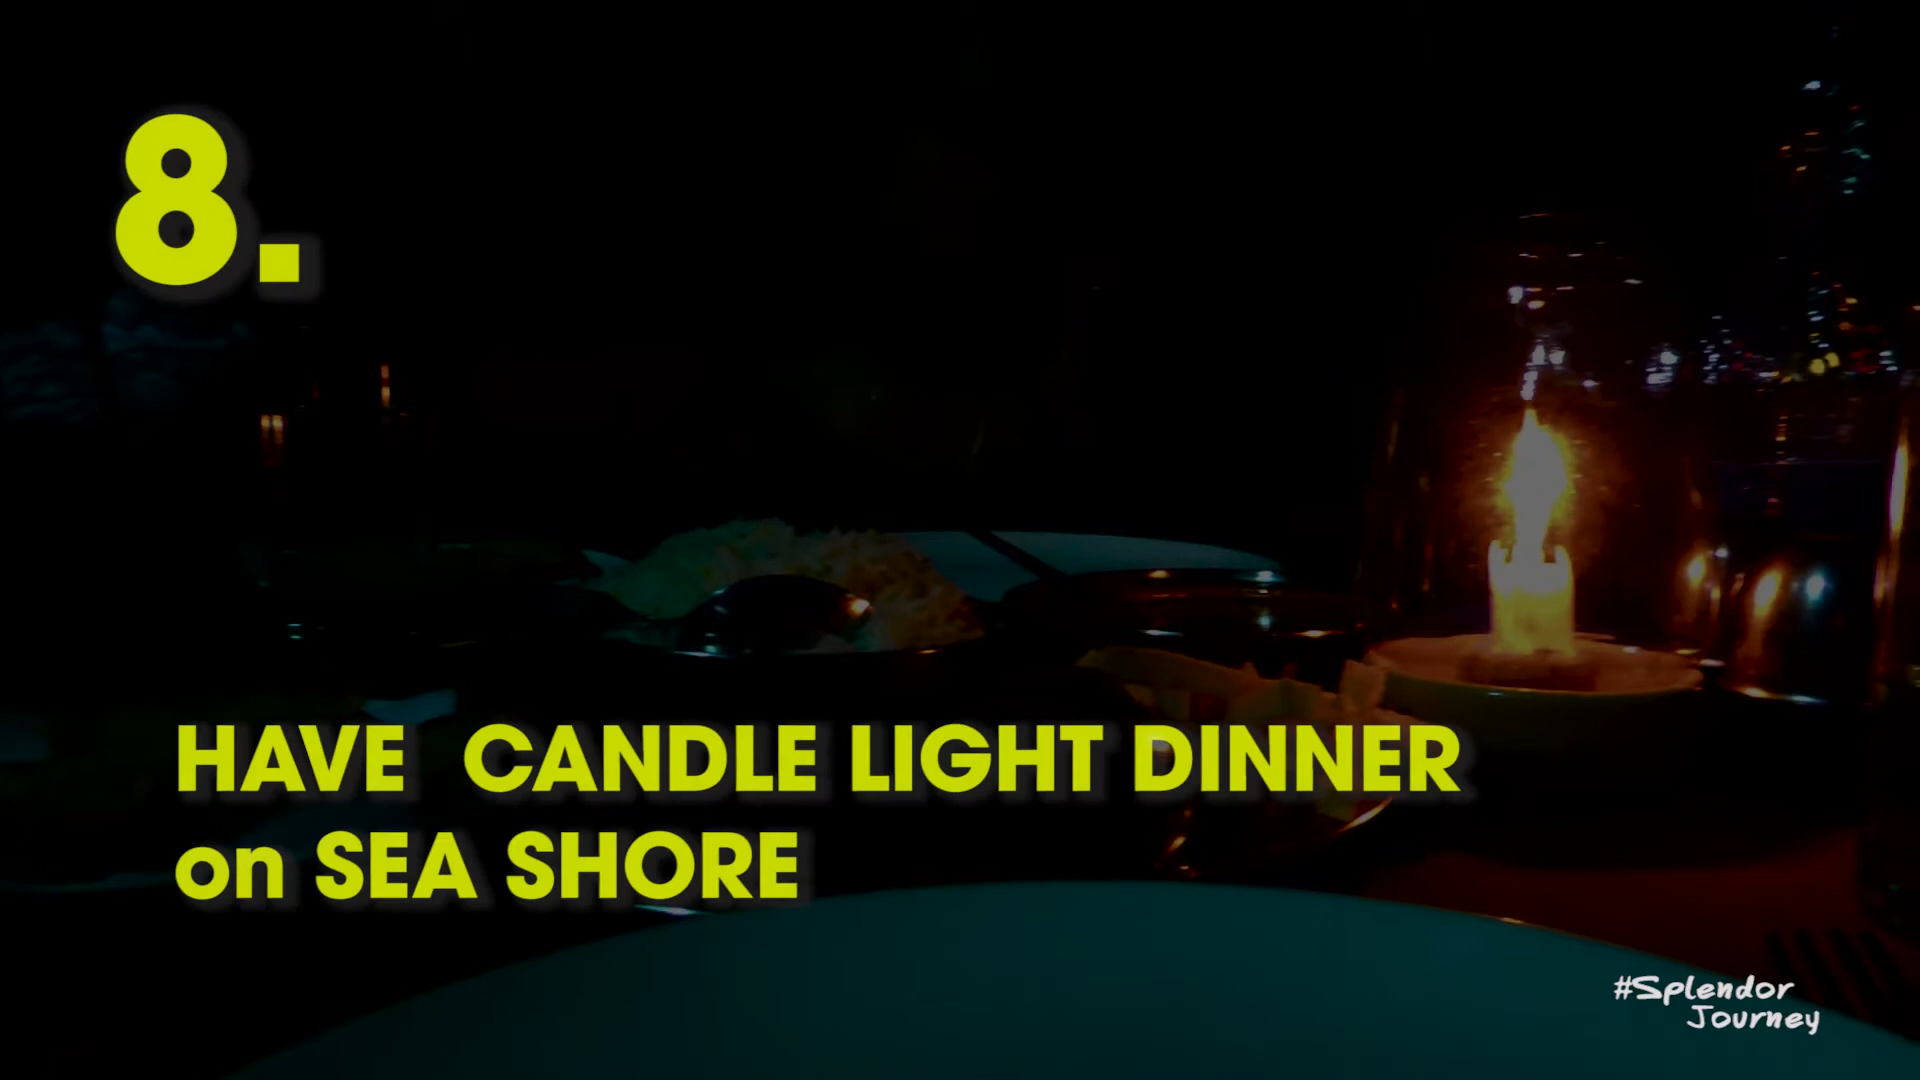 8.
HAVE  CANDLE LIGHT DINNER
on SEA SHORE
#Splendor
Journey